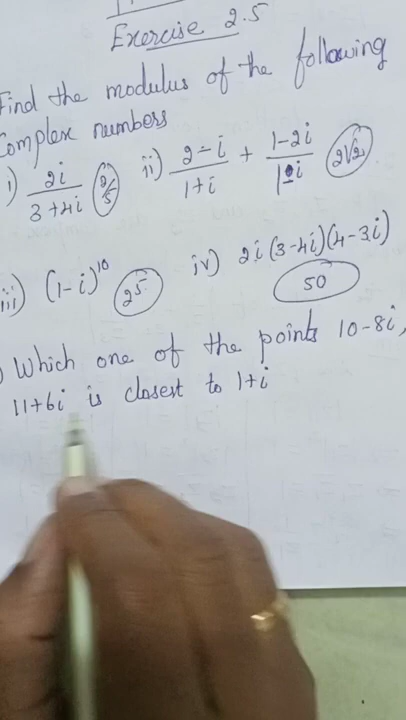 Exercise 2.5
Find the modulus of the following
Complex numbers
i) 2i / 3+4i (2/5) ii) 2-i / 1+i + 1-2i / 1-i (2√2)
iii) (1-i)^10 (2^5) iv) 2i(3-4i)(4-3i) (50)
) Which one of the points 10-8i,
11+6i is closest to 1+i